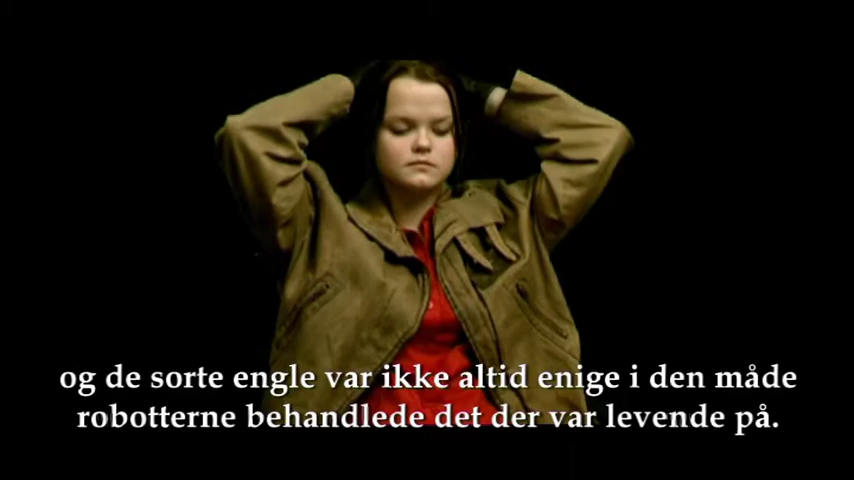 og de sorte engle var ikke altid enige i den måde
robotterne behandlede det der var levende på.